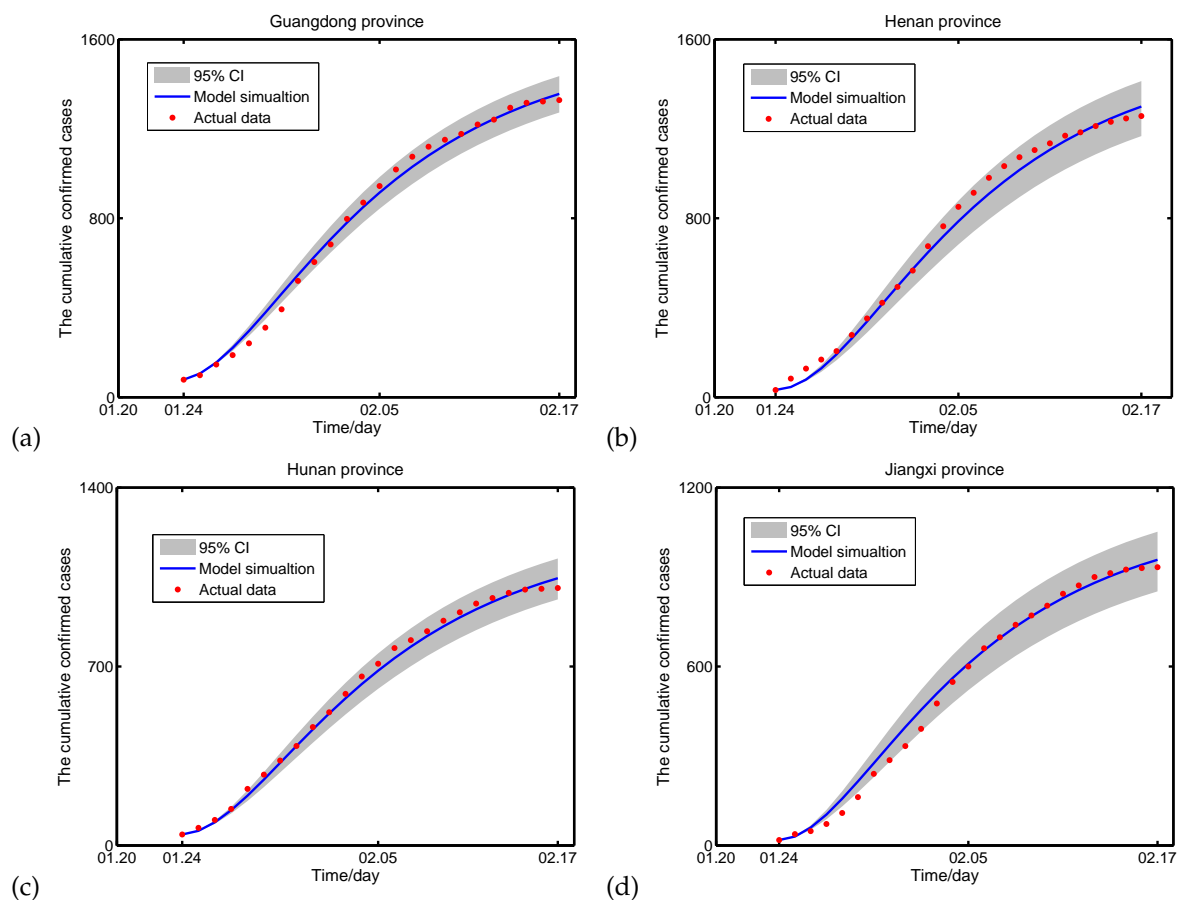 Guangdong province
1600
800
0
The cumulative confirmed cases
95% CI
Model simualtion
Actual data
01.20
01.24
02.05
02.17
Time/day
(a)
Henan province
1600
800
0
The cumulative confirmed cases
95% CI
Model simualtion
Actual data
01.20
01.24
02.05
02.17
Time/day
(b)
Hunan province
1400
700
0
The cumulative confirmed cases
95% CI
Model simualtion
Actual data
01.20
01.24
02.05
02.17
Time/day
(c)
Jiangxi province
1200
600
0
The cumulative confirmed cases
95% CI
Model simualtion
Actual data
01.20
01.24
02.05
02.17
Time/day
(d)